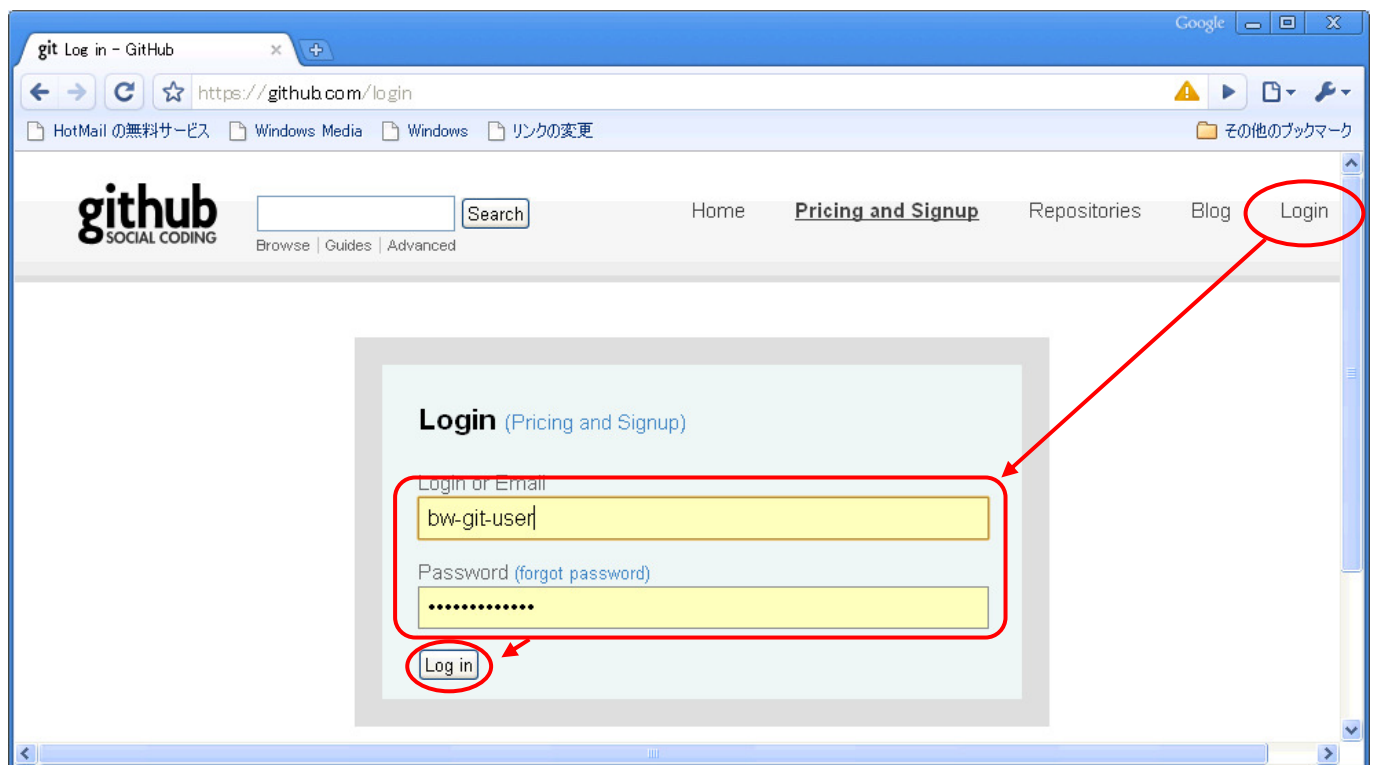 Google
git Log in - GitHub
https://github.com/login
HotMail の無料サービス Windows Media Windows リンクの変更 その他のブックマーク
github
SOCIAL CODING
Search
Browse | Guides | Advanced
Home Pricing and Signup Repositories Blog Login
Login (Pricing and Signup)
Login or Email
bw-git-user
Password (forgot password)
•••••••••••••
Log in